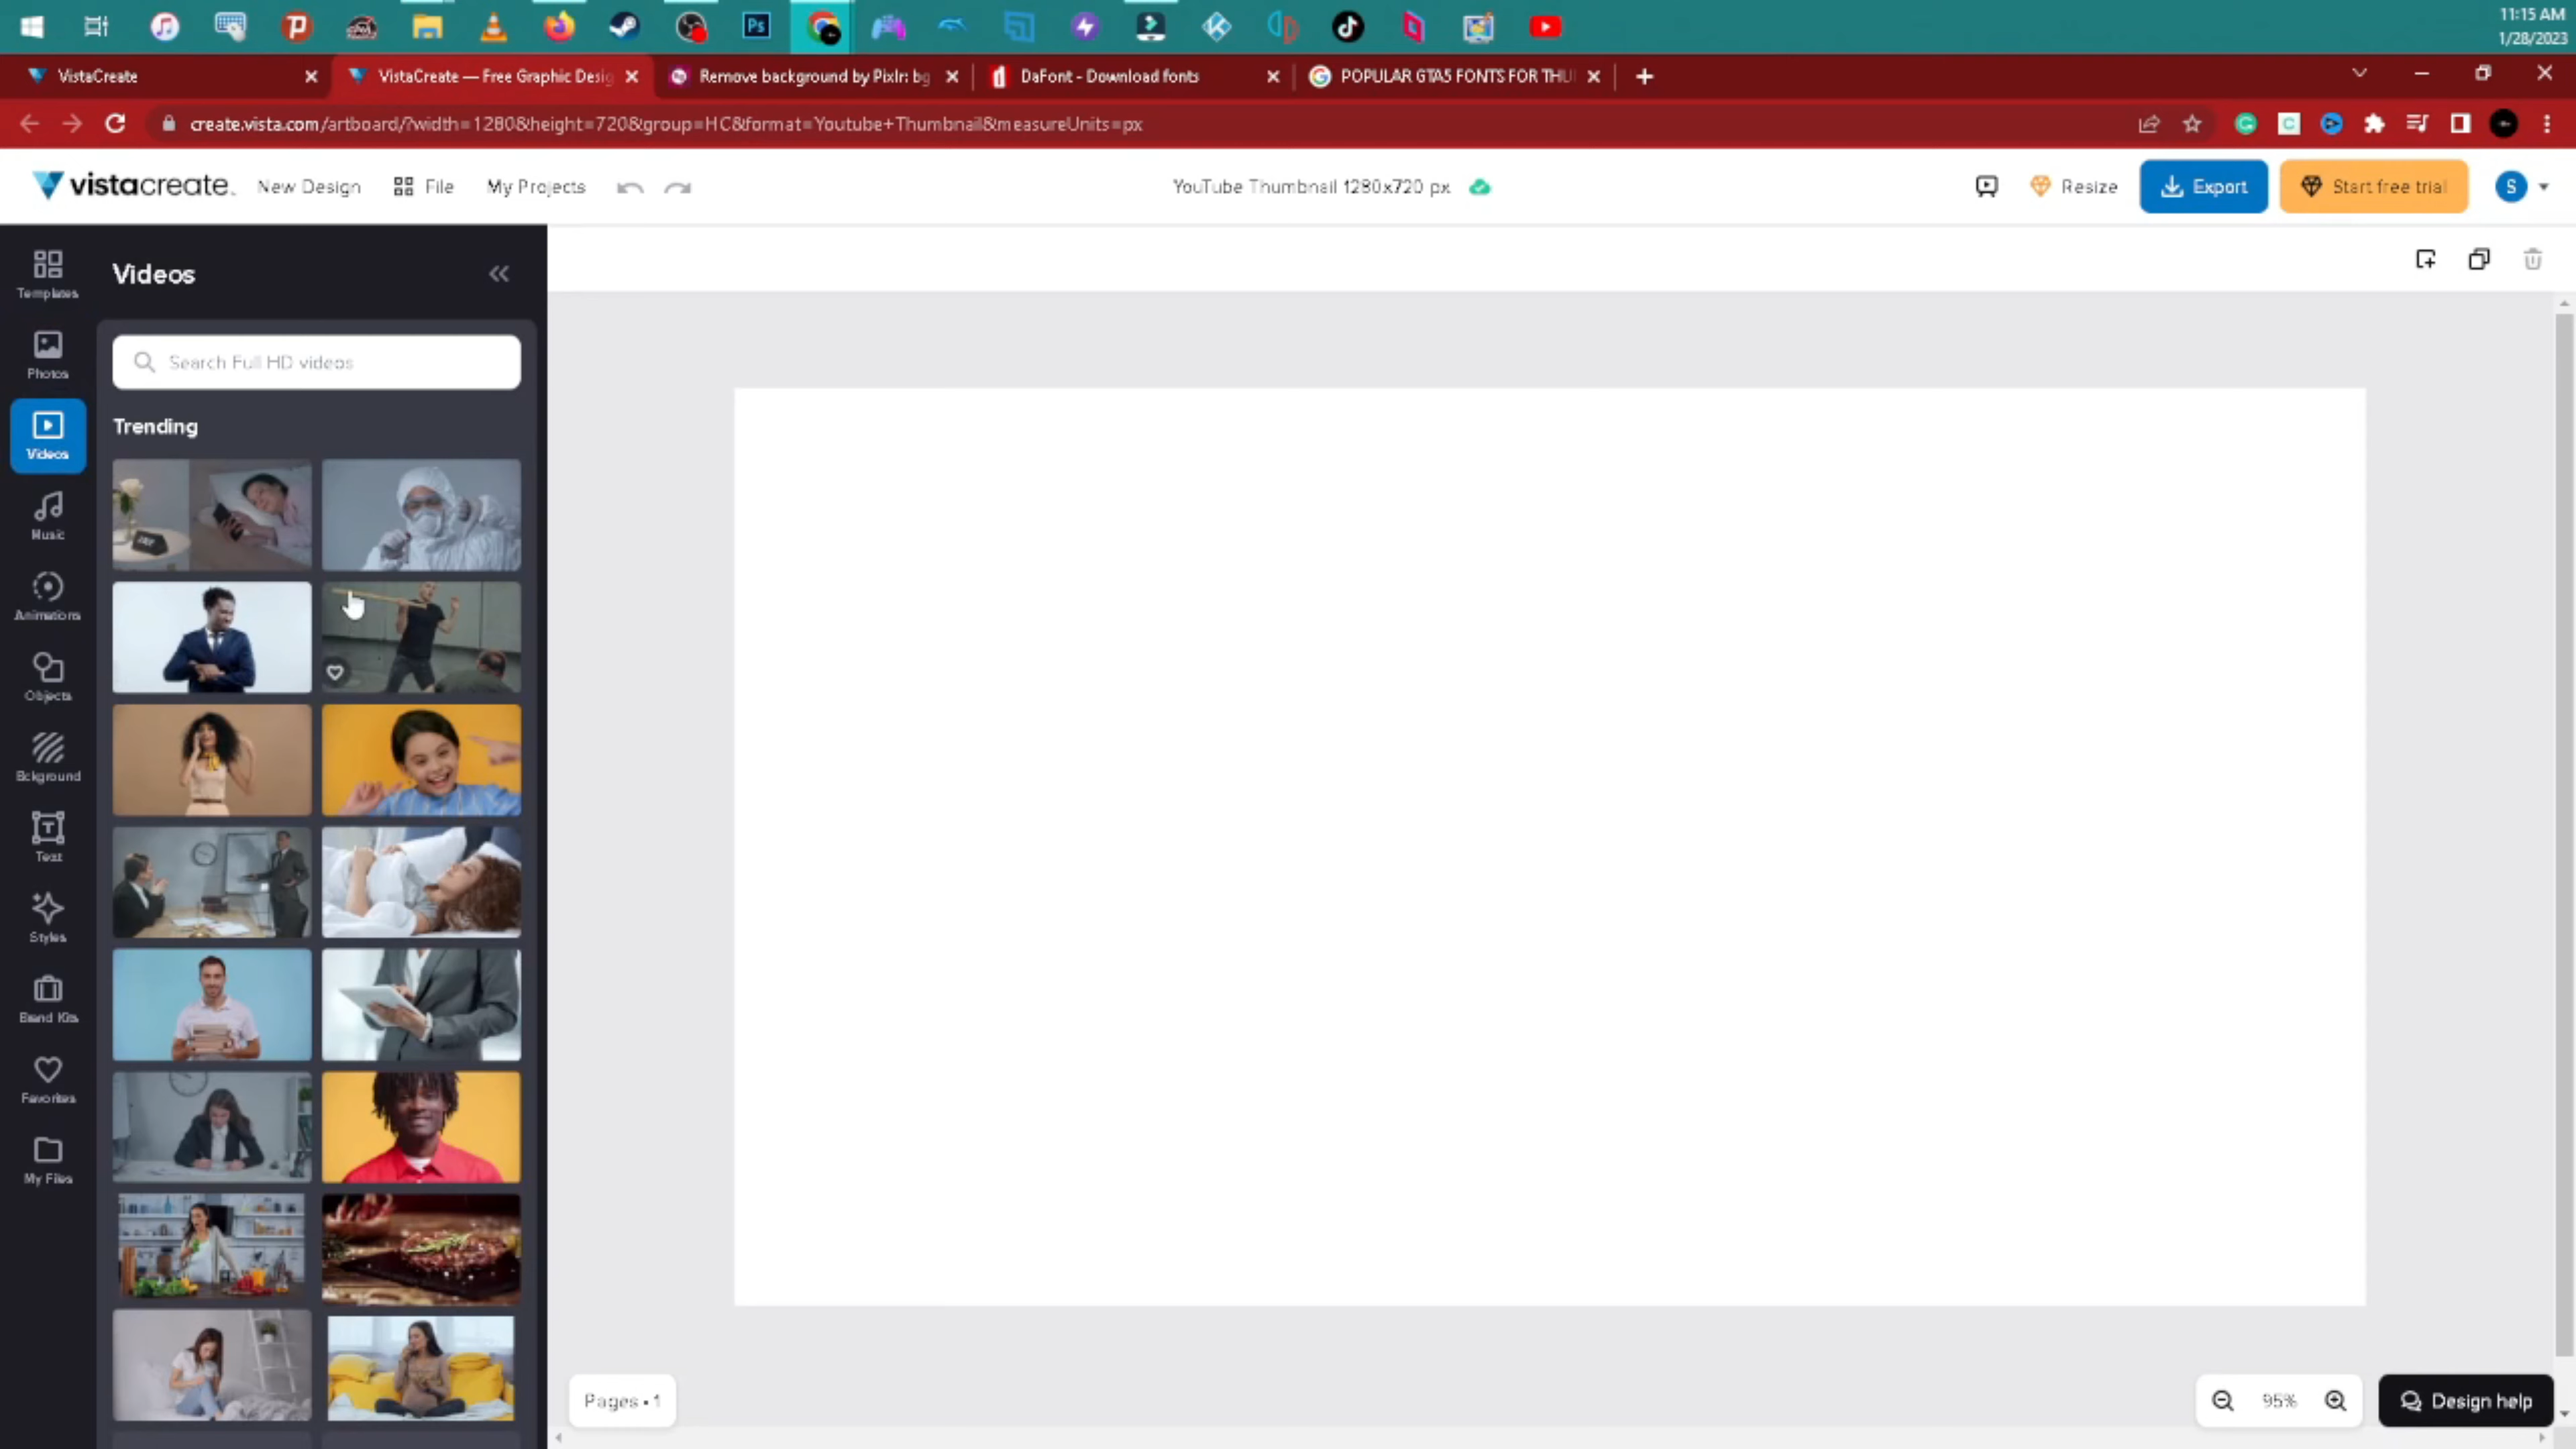 11:15 AM
1/28/2023
VistaCreate
VistaCreate — Free Graphic Desig
Remove background by Pixlr: bg
DaFont - Download fonts
POPULAR GTA5 FONTS FOR THU
create.vista.com/artboard/?width=1280&height=720&group=HC&format=Youtube+Thumbnail&measureUnits=px
vistacreate.
New Design
File
My Projects
YouTube Thumbnail 1280x720 px
Resize
Export
Start free trial
S
Templates
Photos
Videos
Music
Animations
Objects
Bckground
Text
Styles
Brand Kits
Favorites
My Files
Videos
Search Full HD videos
Trending
Pages • 1
95%
Design help